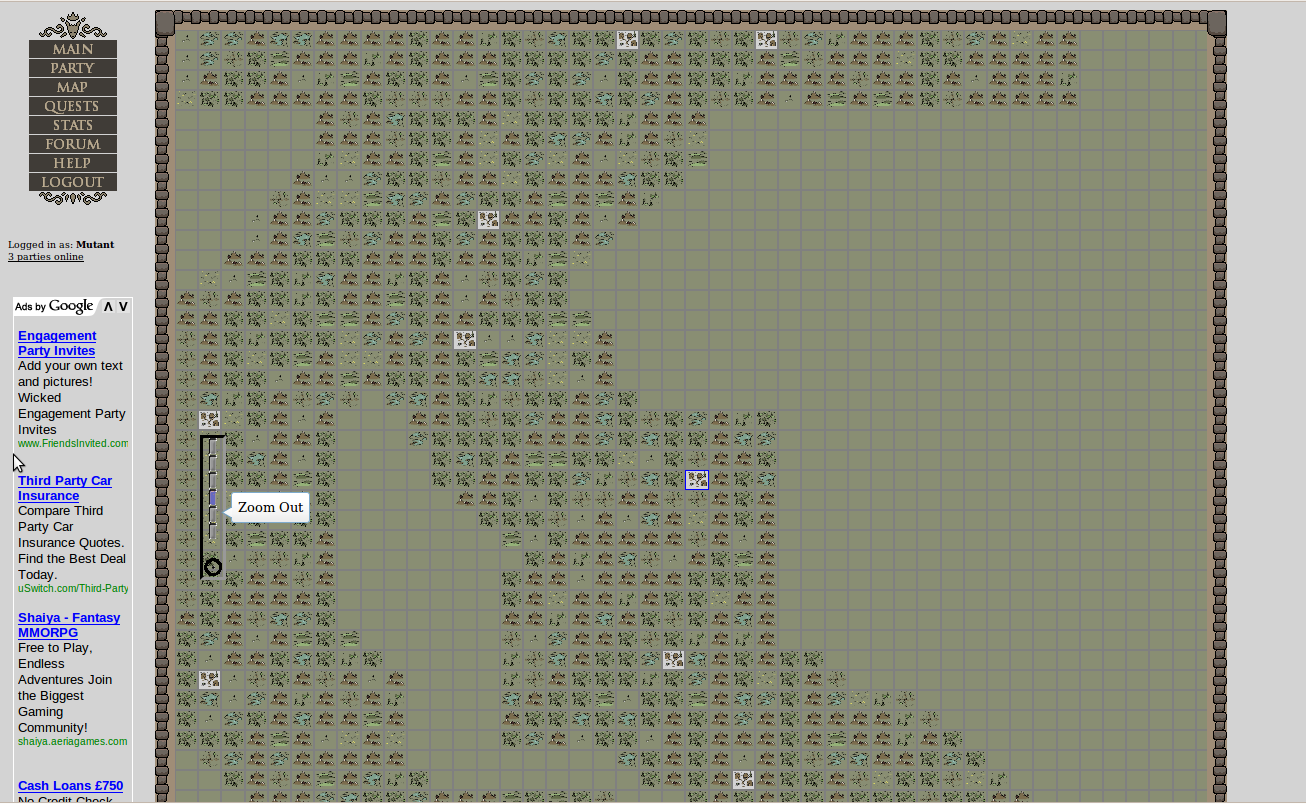 MAIN
PARTY
MAP
QUESTS
STATS
FORUM
HELP
LOGOUT
Logged in as: Mutant
3 parties online
Ads by Google
Engagement
Party Invites
Add your own text
and pictures!
Wicked
Engagement Party
Invites
www.FriendsInvited.com
Third Party Car
Insurance
Compare Third
Party Car
Insurance Quotes.
Find the Best Deal
Today.
uSwitch.com/Third-Party
Shaiya - Fantasy
MMORPG
Free to Play,
Endless
Adventures Join
the Biggest
Gaming
Community!
shaiya.aeriagames.com
Cash Loans £750
No Credit Check
Zoom Out